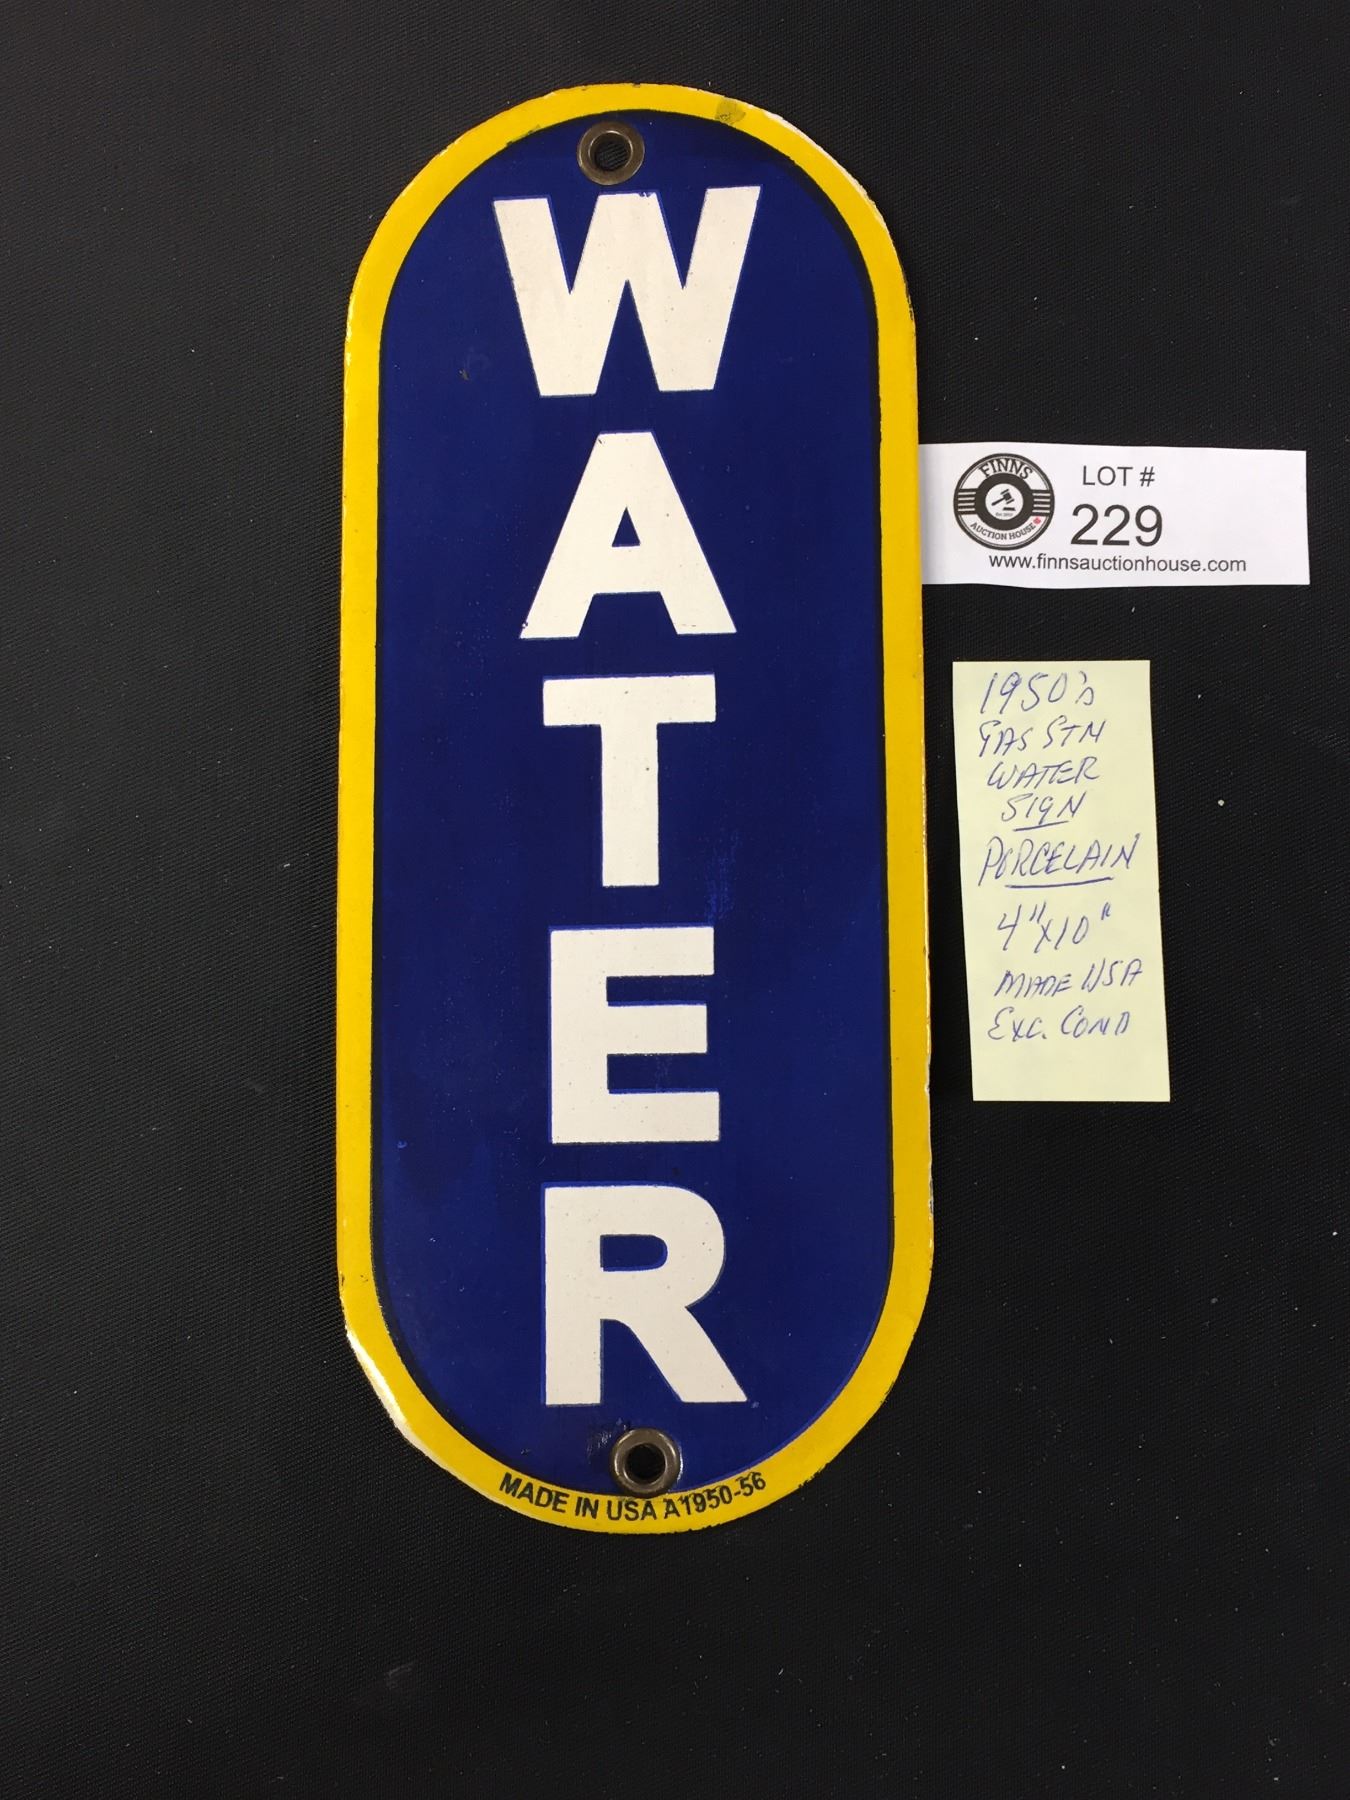 WATER
MADE IN USA A1950-56
FINNS
AUCTION HOUSE
LOT #
229
www.finnsauctionhouse.com
1950's
GAS STN
WATER
SIGN
PORCELAIN
4"x10"
MADE USA
EXC. COND